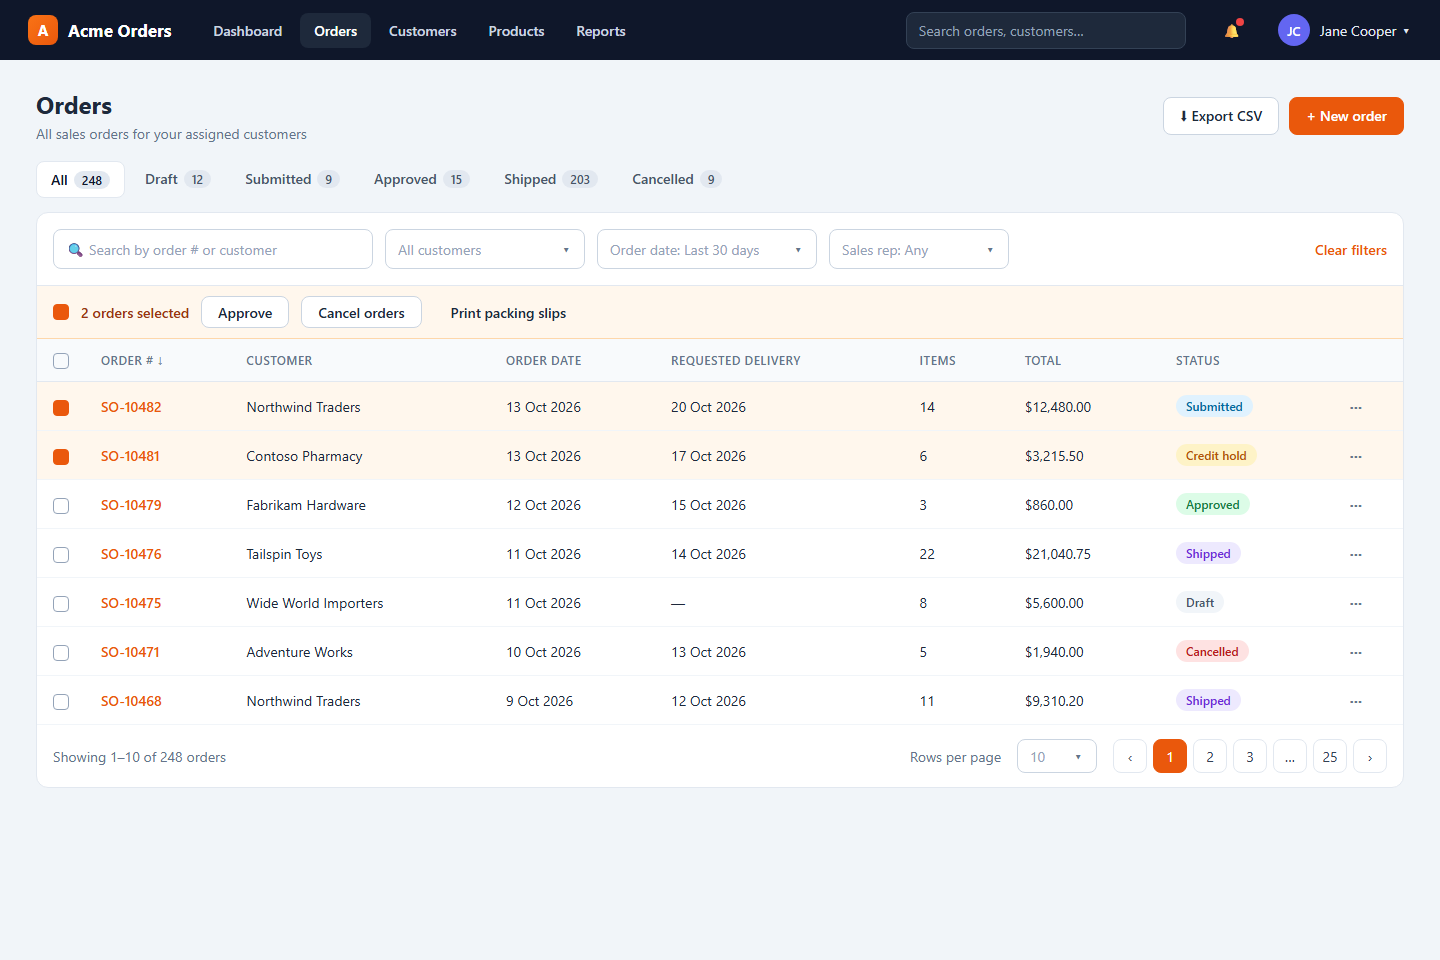 A Acme Orders Dashboard Orders Customers Products Reports Search orders, customers... JC Jane Cooper ▾
Orders
All sales orders for your assigned customers
⬇ Export CSV + New order
All 248 Draft 12 Submitted 9 Approved 15 Shipped 203 Cancelled 9
🔍 Search by order # or customer All customers ▾ Order date: Last 30 days ▾ Sales rep: Any ▾ Clear filters
2 orders selected Approve Cancel orders Print packing slips
ORDER # ↓ CUSTOMER ORDER DATE REQUESTED DELIVERY ITEMS TOTAL STATUS
SO-10482 Northwind Traders 13 Oct 2026 20 Oct 2026 14 $12,480.00 Submitted ⋯
SO-10481 Contoso Pharmacy 13 Oct 2026 17 Oct 2026 6 $3,215.50 Credit hold ⋯
SO-10479 Fabrikam Hardware 12 Oct 2026 15 Oct 2026 3 $860.00 Approved ⋯
SO-10476 Tailspin Toys 11 Oct 2026 14 Oct 2026 22 $21,040.75 Shipped ⋯
SO-10475 Wide World Importers 11 Oct 2026 — 8 $5,600.00 Draft ⋯
SO-10471 Adventure Works 10 Oct 2026 13 Oct 2026 5 $1,940.00 Cancelled ⋯
SO-10468 Northwind Traders 9 Oct 2026 12 Oct 2026 11 $9,310.20 Shipped ⋯
Showing 1–10 of 248 orders Rows per page 10 ▾ ‹ 1 2 3 ... 25 ›